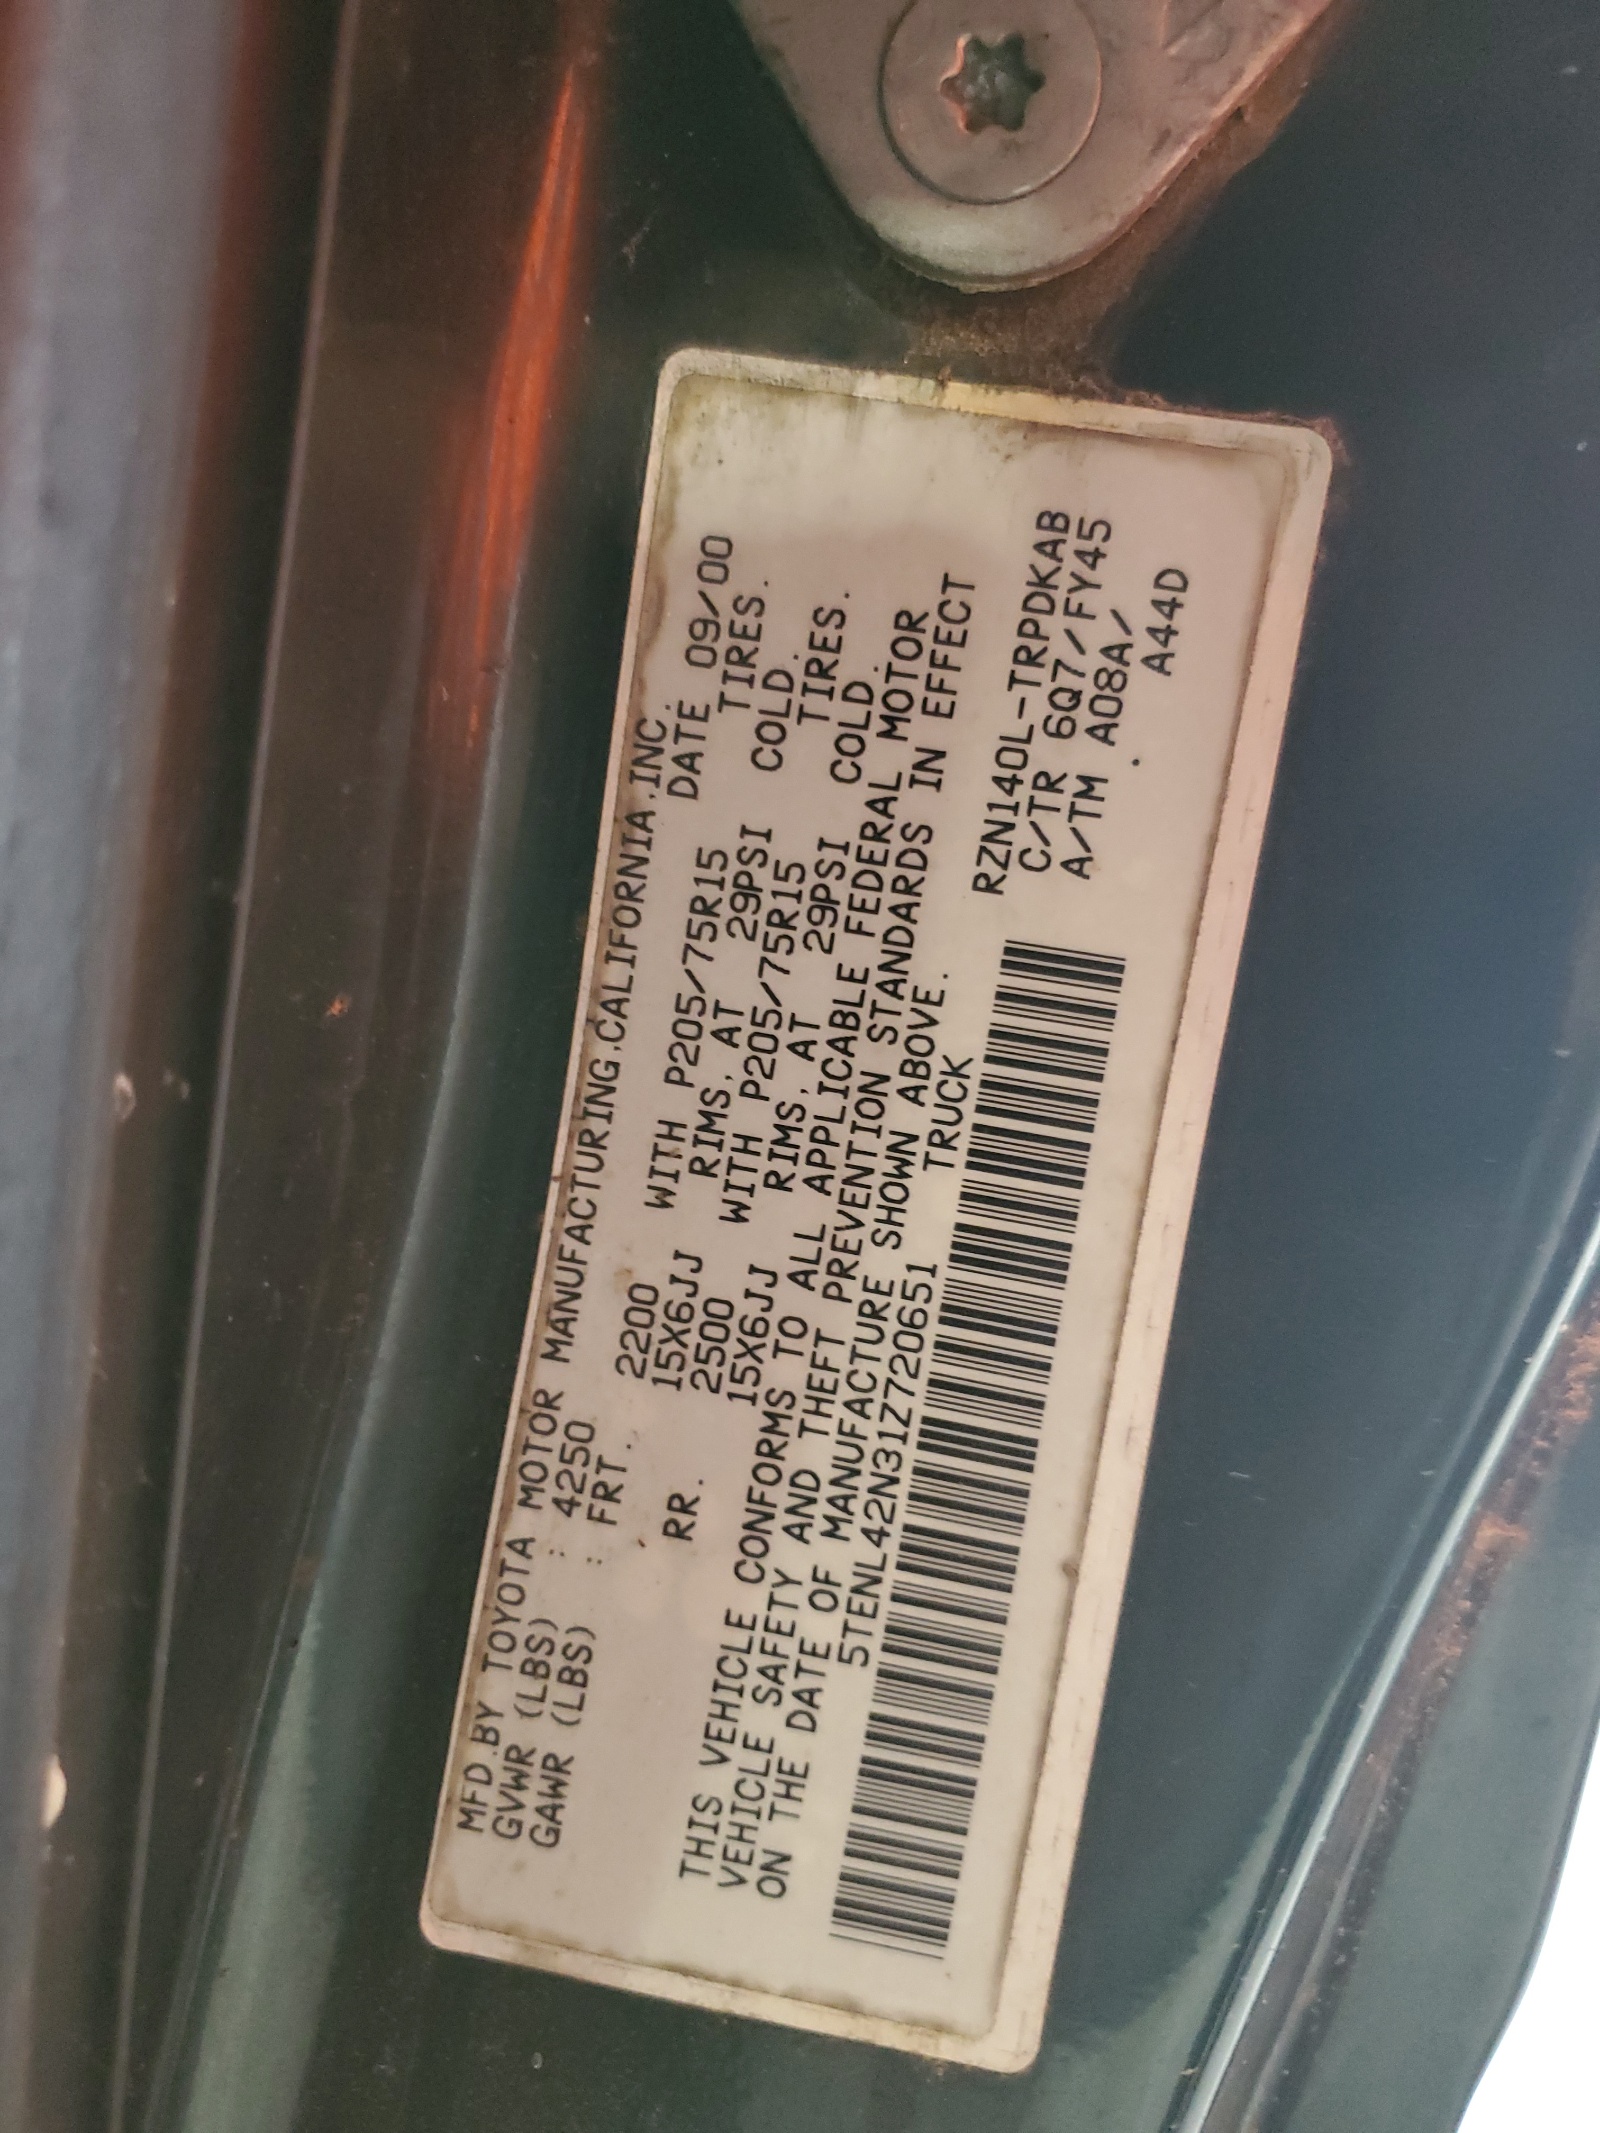 MFD.BY TOYOTA MOTOR MANUFACTURING,CALIFORNIA,INC.
GVWR (LBS) : 4250 DATE 09/00
GAWR (LBS) : FRT. 2200 WITH P205/75R15 TIRES.
15X6JJ RIMS, AT 29PSI COLD.
RR. 2500 WITH P205/75R15 TIRES.
15X6JJ RIMS, AT 29PSI COLD.
THIS VEHICLE CONFORMS TO ALL APPLICABLE FEDERAL MOTOR
VEHICLE SAFETY AND THEFT PREVENTION STANDARDS IN EFFECT
ON THE DATE OF MANUFACTURE SHOWN ABOVE.
5TENL42N31Z720651 TRUCK
RZN140L-TRPDKAB
C/TR 6Q7/FY45
A/TM A08A/
A44D